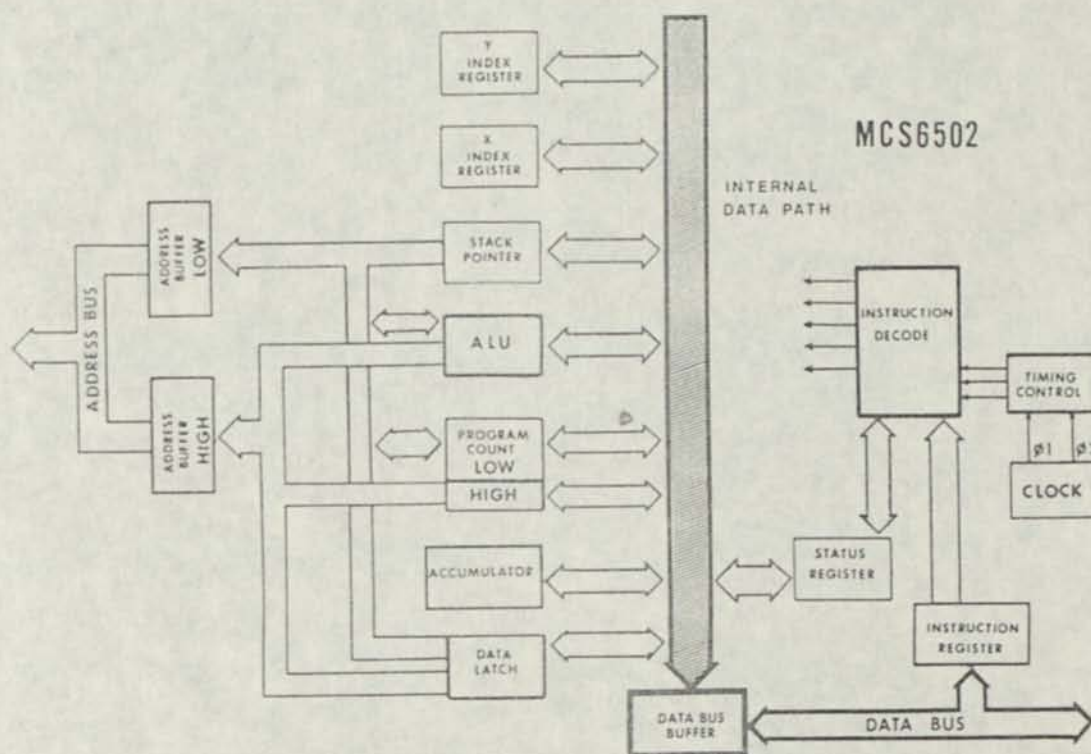 Y
INDEX
REGISTER
X
INDEX
REGISTER
MCS6502
INTERNAL
DATA PATH
ADDRESS
BUFFER
LOW
STACK
POINTER
ADDRESS BUS
ALU
INSTRUCTION
DECODE
TIMING
CONTROL
ADDRESS
BUFFER
HIGH
PROGRAM
COUNT
LOW
HIGH
Ø1
CLOCK
ACCUMULATOR
STATUS
REGISTER
DATA
LATCH
INSTRUCTION
REGISTER
DATA BUS
BUFFER
DATA BUS